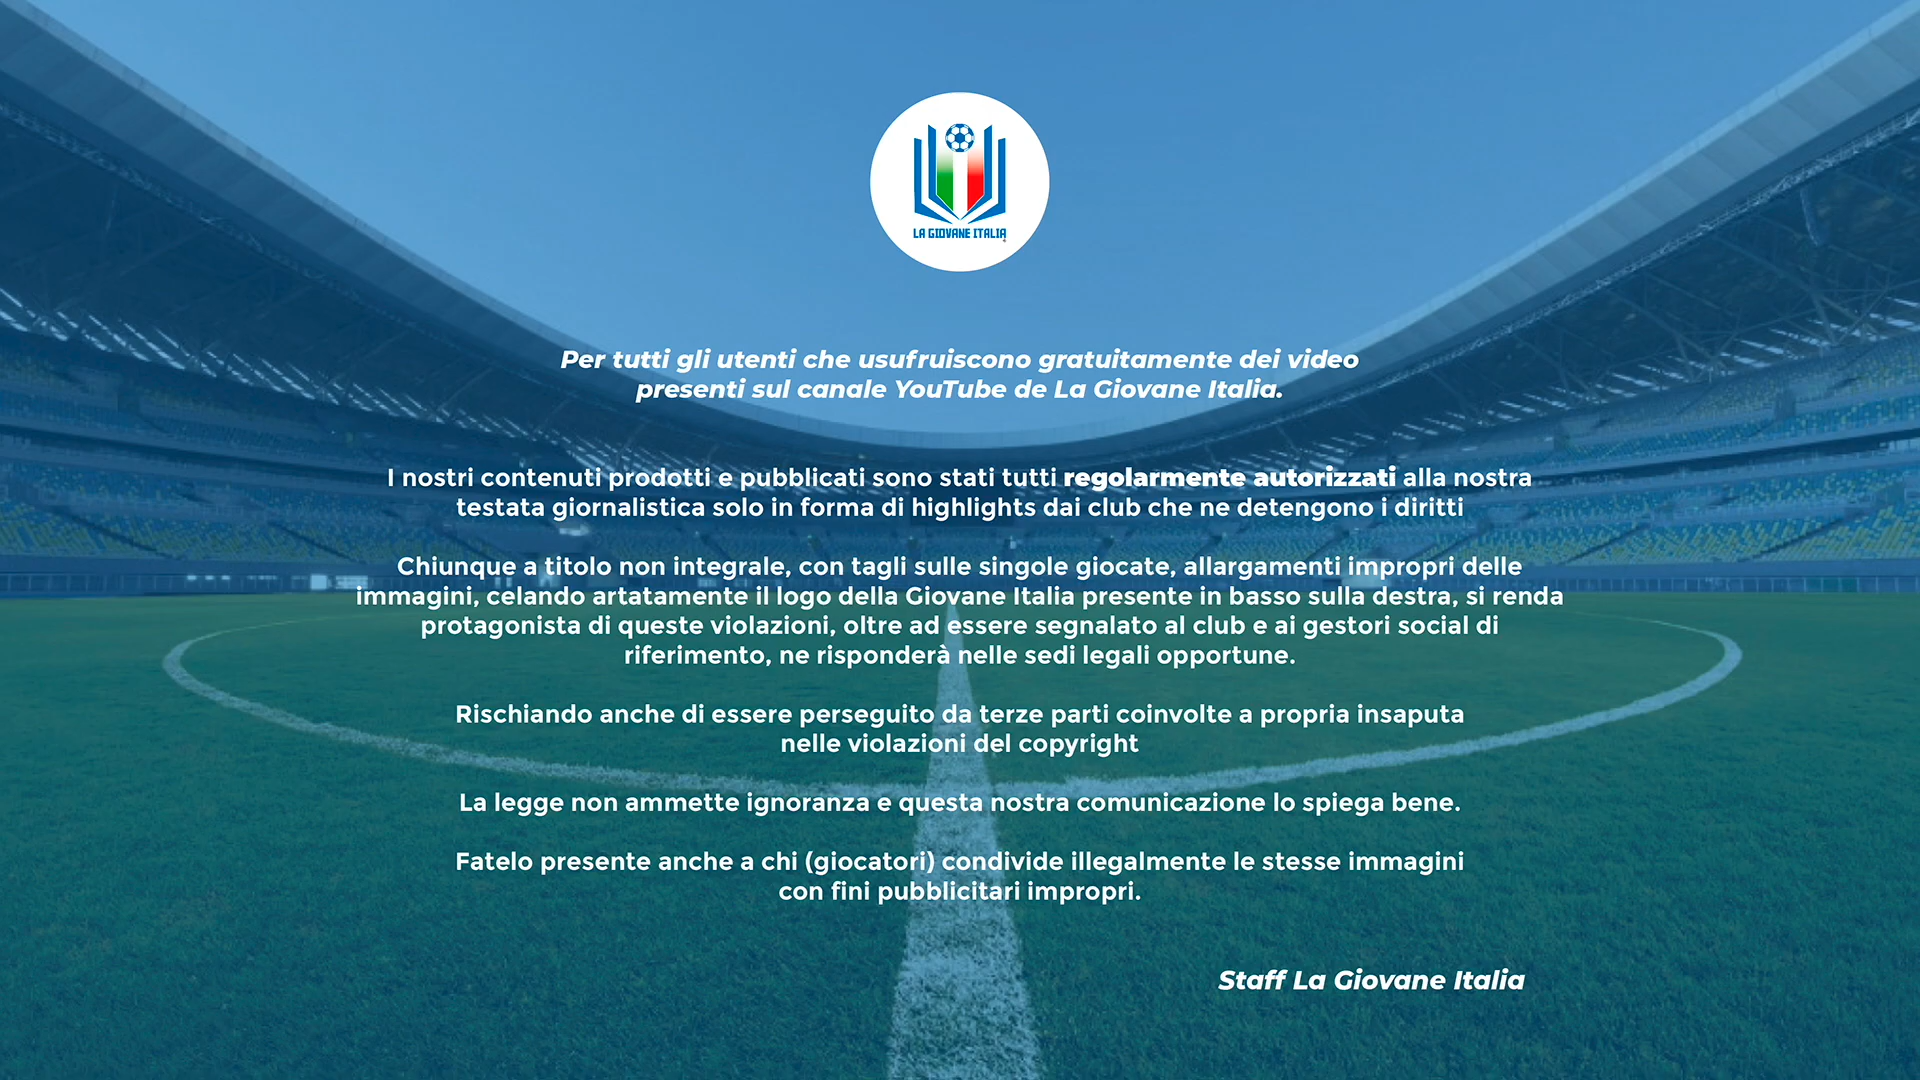 LA GIOVANE ITALIA
Per tutti gli utenti che usufruiscono gratuitamente dei video
presenti sul canale YouTube de La Giovane Italia.
I nostri contenuti prodotti e pubblicati sono stati tutti regolarmente autorizzati alla nostra
testata giornalistica solo in forma di highlights dai club che ne detengono i diritti
Chiunque a titolo non integrale, con tagli sulle singole giocate, allargamenti impropri delle
immagini, celando artatamente il logo della Giovane Italia presente in basso sulla destra, si renda
protagonista di queste violazioni, oltre ad essere segnalato al club e ai gestori social di
riferimento, ne risponderà nelle sedi legali opportune.
Rischiando anche di essere perseguito da terze parti coinvolte a propria insaputa
nelle violazioni del copyright
La legge non ammette ignoranza e questa nostra comunicazione lo spiega bene.
Fatelo presente anche a chi (giocatori) condivide illegalmente le stesse immagini
con fini pubblicitari impropri.
Staff La Giovane Italia